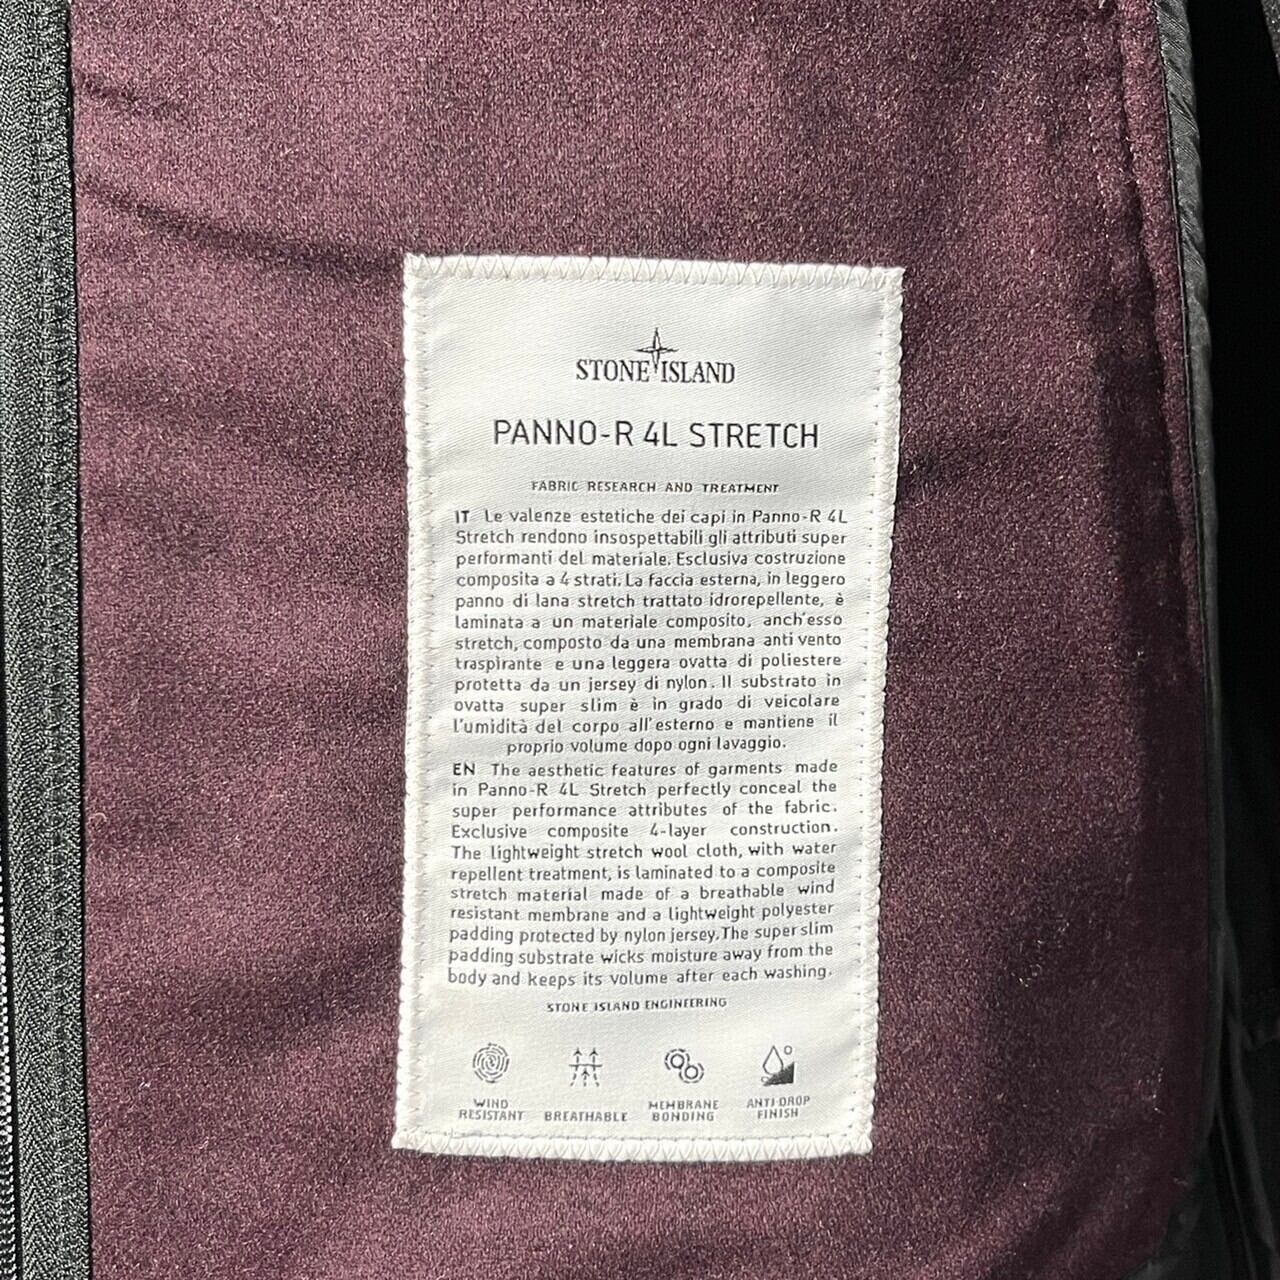 STONE ISLAND
PANNO-R 4L STRETCH
FABRIC RESEARCH AND TREATMENT
IT Le valenze estetiche dei capi in Panno-R 4L
Stretch rendono insospettabili gli attributi super
performanti del materiale. Esclusiva costruzione
composita a 4 strati. La faccia esterna, in leggero
panno di lana stretch trattato idrorepellente, è
laminata a un materiale composito, anch'esso
stretch, composto da una membrana anti vento
traspirante e una leggera ovatta di poliestere
protetta da un jersey di nylon. Il substrato in
ovatta super slim è in grado di veicolare
l'umidità del corpo all'esterno e mantiene il
proprio volume dopo ogni lavaggio.
EN The aesthetic features of garments made
in Panno-R 4L Stretch perfectly conceal the
super performance attributes of the fabric.
Exclusive composite 4-layer construction.
The lightweight stretch wool cloth, with water
repellent treatment, is laminated to a composite
stretch material made of a breathable wind
resistant membrane and a lightweight polyester
padding protected by nylon jersey. The super slim
padding substrate wicks moisture away from the
body and keeps its volume after each washing.
STONE ISLAND ENGINEERING
WIND
RESISTANT
BREATHABLE
MEMBRANE
BONDING
ANTI DROP
FINISH